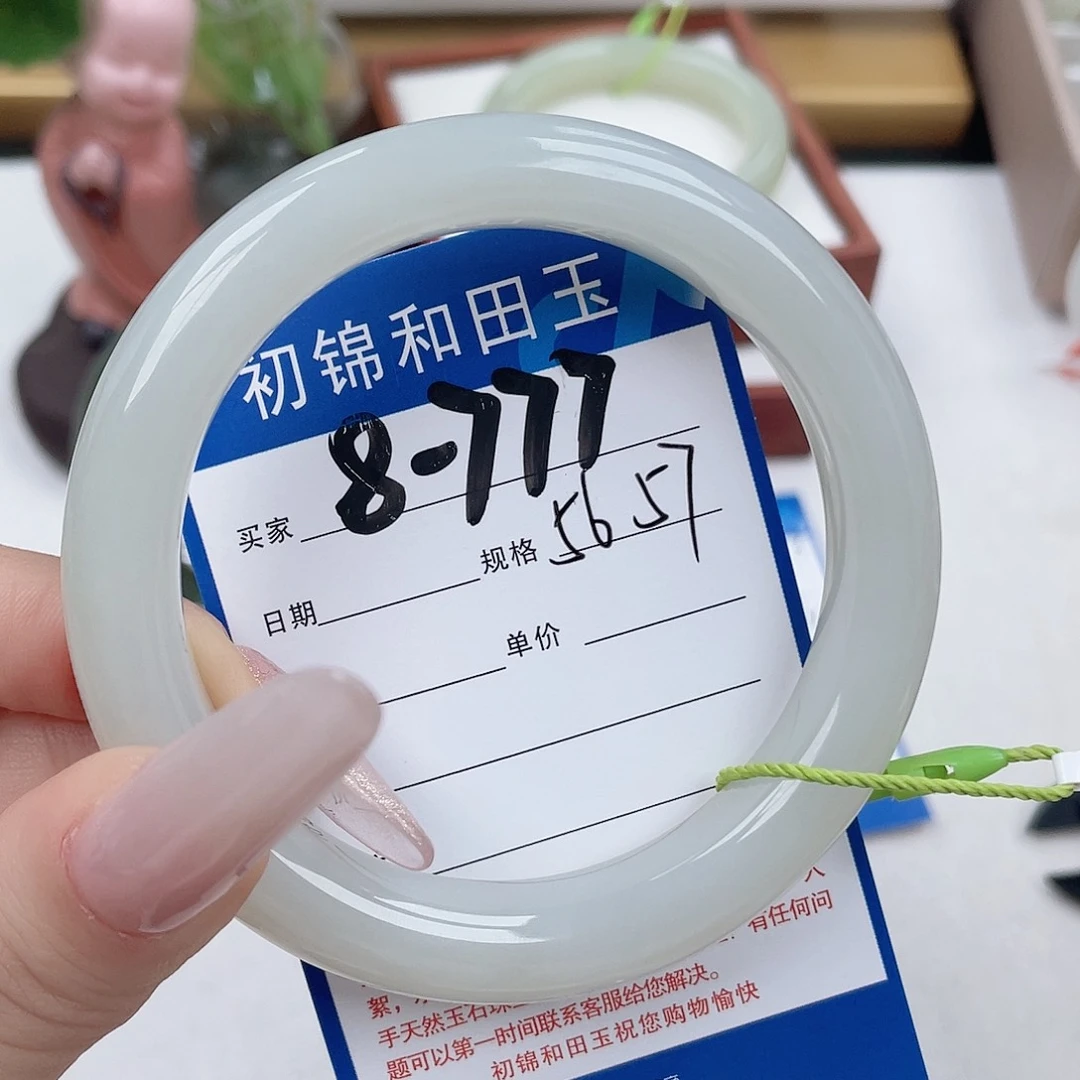 初锦和田玉
8-777
买家
规格 56 57
日期
单价
人
有任何问
絮，
手天然玉石珠
题可以第一时间联系客服给您解决。
初锦和田玉祝您购物愉快